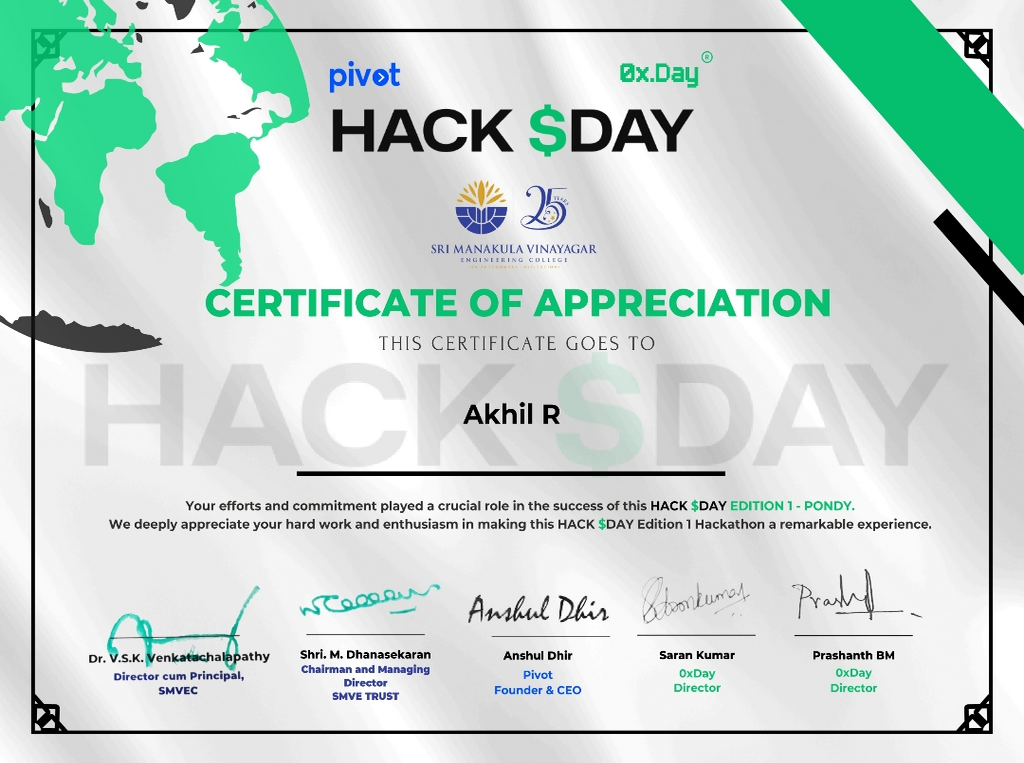 pivot
0x.Day®
HACK $DAY
25 YEARS
SRI MANAKULA VINAYAGAR
ENGINEERING COLLEGE
CERTIFICATE OF APPRECIATION
THIS CERTIFICATE GOES TO
HACK $DAY
Akhil R
Your efforts and commitment played a crucial role in the success of this HACK $DAY EDITION 1 - PONDY.
We deeply appreciate your hard work and enthusiasm in making this HACK $DAY Edition 1 Hackathon a remarkable experience.
Anshul Dhir
Dr. V.S.K. Venkatachalapathy
Director cum Principal,
SMVEC
Shri. M. Dhanasekaran
Chairman and Managing
Director
SMVE TRUST
Anshul Dhir
Pivot
Founder & CEO
Saran Kumar
0xDay
Director
Prashanth BM
0xDay
Director